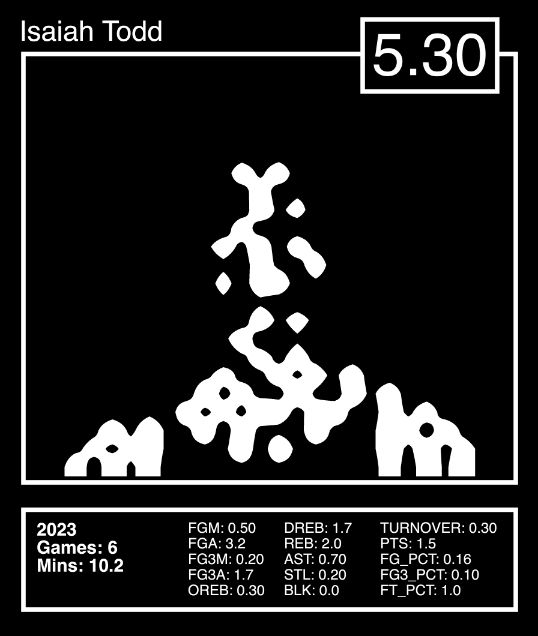 Isaiah Todd
5.30
2023
Games: 6
Mins: 10.2
FGM: 0.50
FGA: 3.2
FG3M: 0.20
FG3A: 1.7
OREB: 0.30
DREB: 1.7
REB: 2.0
AST: 0.70
STL: 0.20
BLK: 0.0
TURNOVER: 0.30
PTS: 1.5
FG_PCT: 0.16
FG3_PCT: 0.10
FT_PCT: 1.0